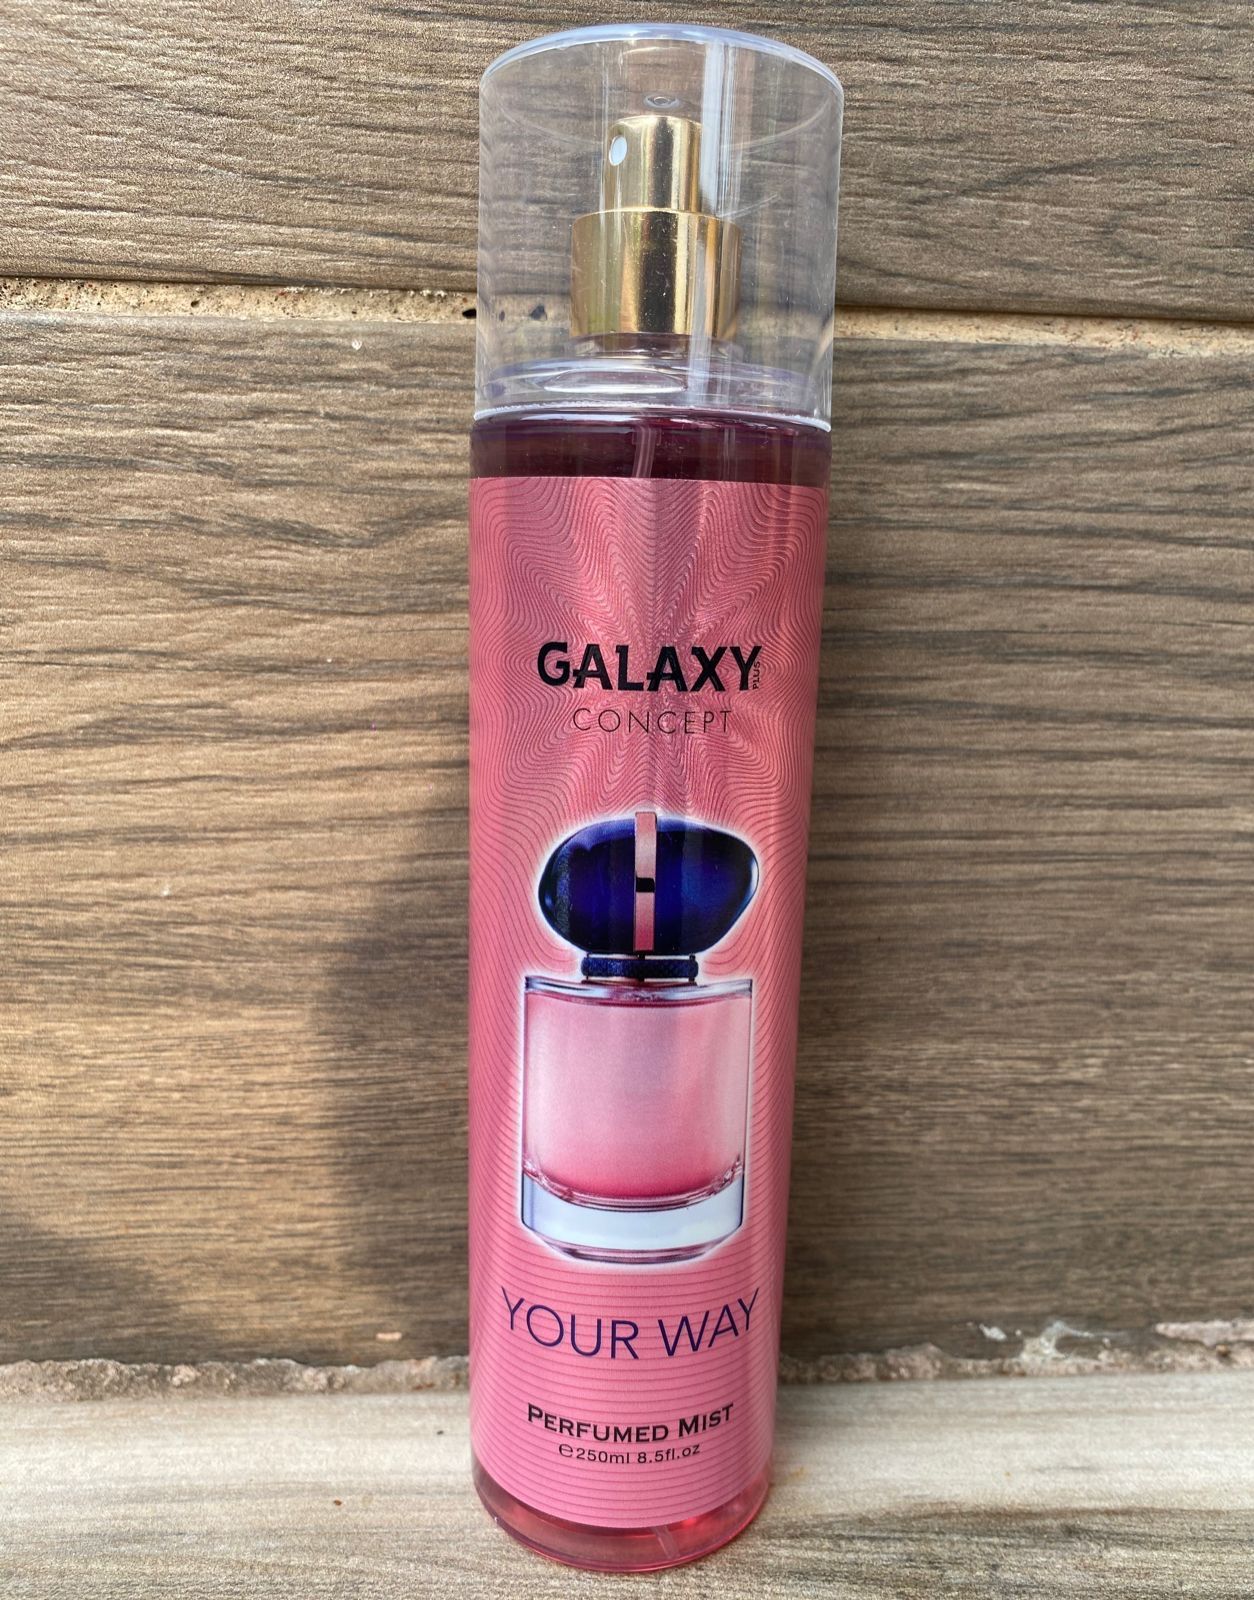 GALAXY PLUS
CONCEPT
YOUR WAY
PERFUMED MIST
℮250ml 8.5fl.oz